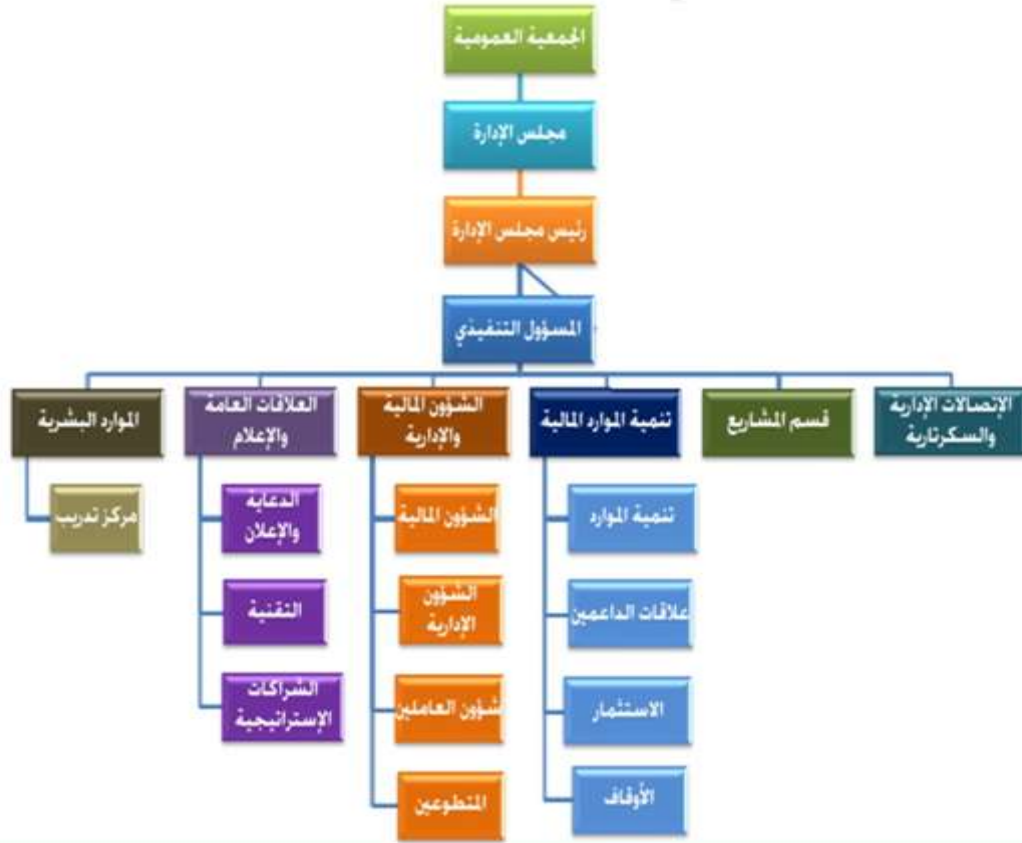 الجمعية العمومية
مجلس الإدارة
رئيس مجلس الإدارة
المسؤول التنفيذي
الإتصالات الإدارية
والسكرتارية
قسم المشاريع
تنمية الموارد المالية
الشؤون المالية
والإدارية
العلاقات العامة
والإعلام
الموارد البشرية
تنمية الموارد
علاقات الداعمين
الاستثمار
الأوقاف
الشؤون المالية
الشؤون
الإدارية
شؤون العاملين
المتطوعين
الدعاية
والإعلان
التقنية
الشراكات
الإستراتيجية
مركز تدريب